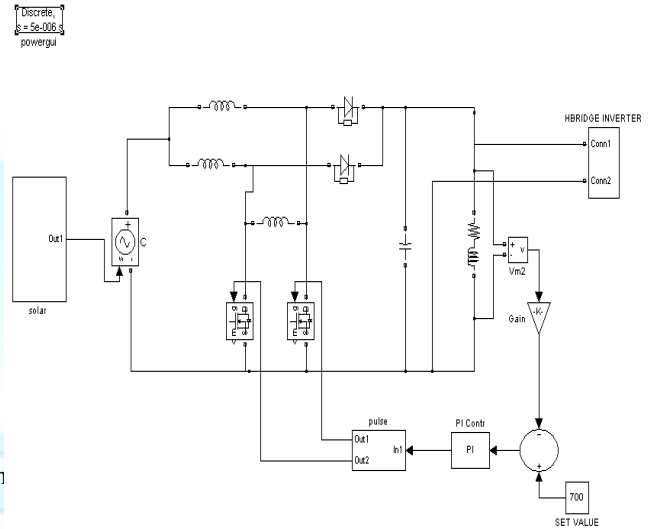 Discrete,
s = 5e-006 s
powergui
HBRIDGE INVERTER
Conn1
Conn2
Out1
solar
+
s -
C
+
-
v
Vm2
-K-
Gain
pulse
Out1
Out2
In1
PI Contr
PI
-
+
700
SET VALUE